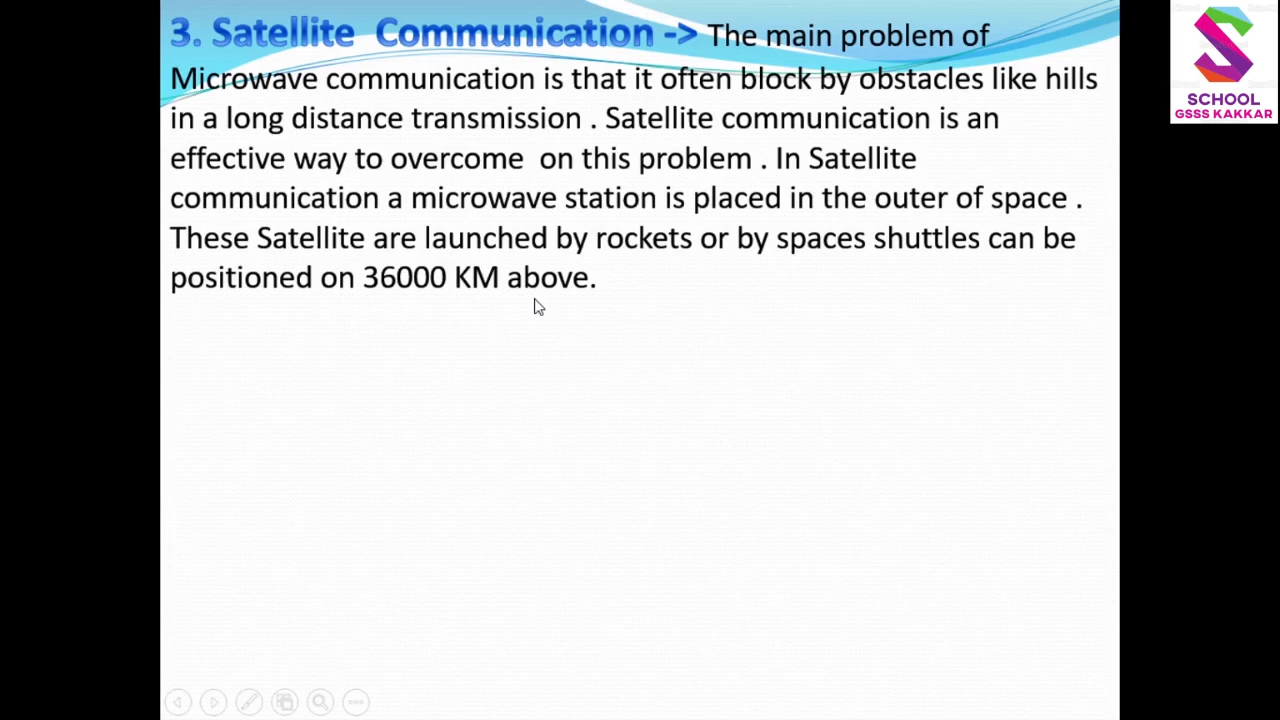 3. Satellite Communication -> The main problem of
Microwave communication is that it often block by obstacles like hills
in a long distance transmission . Satellite communication is an
effective way to overcome on this problem . In Satellite
communication a microwave station is placed in the outer of space .
These Satellite are launched by rockets or by spaces shuttles can be
positioned on 36000 KM above.
SCHOOL
GSSS KAKKAR